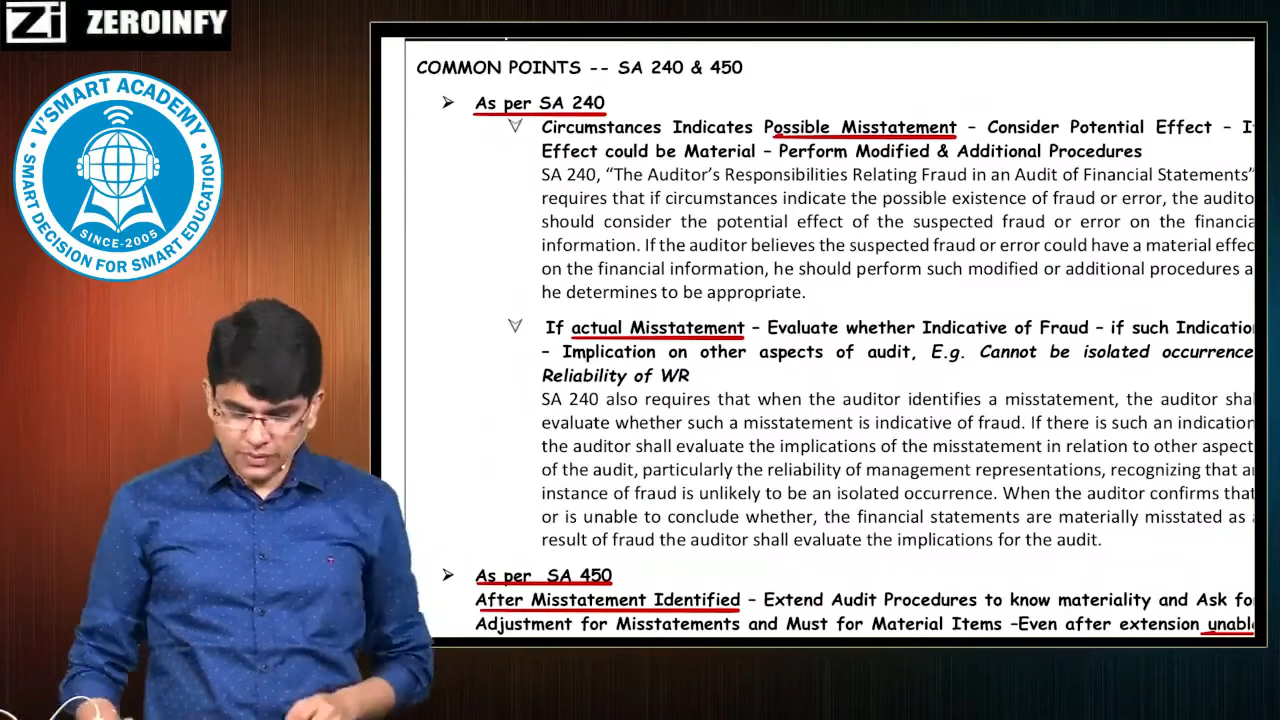 Zi ZEROINFY
V'SMART ACADEMY
SINCE-2005
SMART DECISION FOR SMART EDUCATION
COMMON POINTS -- SA 240 & 450
➢ As per SA 240
Circumstances Indicates Possible Misstatement – Consider Potential Effect –
Effect could be Material – Perform Modified & Additional Procedures
SA 240, “The Auditor’s Responsibilities Relating Fraud in an Audit of Financial Statements”
requires that if circumstances indicate the possible existence of fraud or error, the
should consider the potential effect of the suspected fraud or error on the
information. If the auditor believes the suspected fraud or error could have a material
on the financial information, he should perform such modified or additional procedures
he determines to be appropriate.
If actual Misstatement – Evaluate whether Indicative of Fraud – if such
– Implication on other aspects of audit, E.g. Cannot be isolated occurrence
Reliability of WR
SA 240 also requires that when the auditor identifies a misstatement, the auditor
evaluate whether such a misstatement is indicative of fraud. If there is such an indication
the auditor shall evaluate the implications of the misstatement in relation to other
of the audit, particularly the reliability of management representations, recognizing that
instance of fraud is unlikely to be an isolated occurrence. When the auditor confirms that
or is unable to conclude whether, the financial statements are materially misstated as
result of fraud the auditor shall evaluate the implications for the audit.
➢ As per SA 450
After Misstatement Identified – Extend Audit Procedures to know materiality and Ask
Adjustment for Misstatements and Must for Material Items –Even after extension